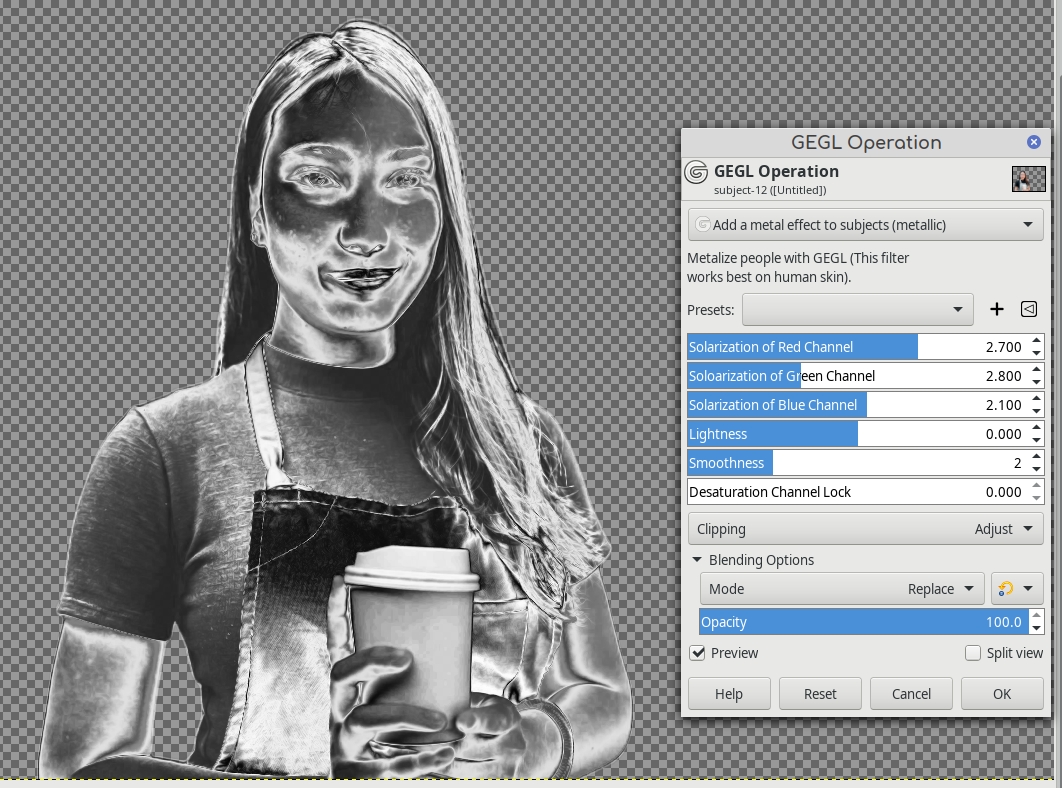 GEGL Operation
GEGL Operation
subject-12 ([Untitled])
Add a metal effect to subjects (metallic)
Metalize people with GEGL (This filter
works best on human skin).
Presets:
Solarization of Red Channel 2.700
Soloarization of Green Channel 2.800
Solarization of Blue Channel 2.100
Lightness 0.000
Smoothness 2
Desaturation Channel Lock 0.000
Clipping Adjust
Blending Options
Mode Replace
Opacity 100.0
Preview Split view
Help Reset Cancel OK